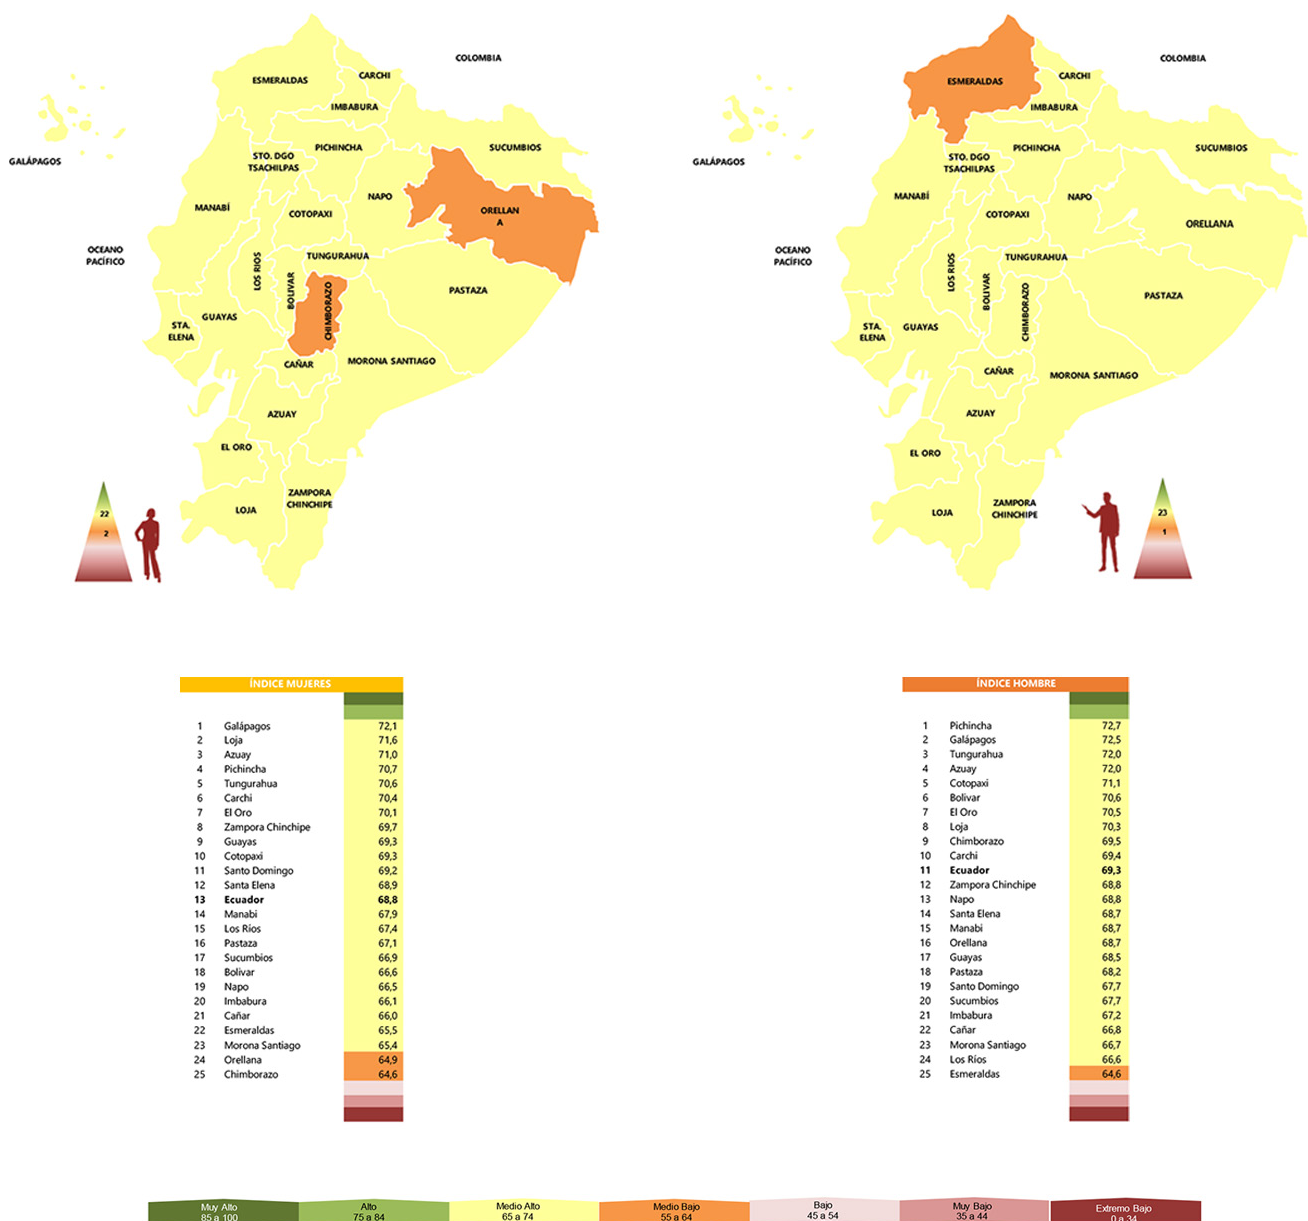 COLOMBIA
ESMERALDAS
CARCHI
IMBABURA
GALÁPAGOS
STO. DGO
TSACHILPAS
PICHINCHA
SUCUMBIOS
MANABÍ
NAPO
COTOPAXI
ORELLAN
A
OCEANO
PACÍFICO
LOS RIOS
BOLIVAR
TUNGURAHUA
CHIMBORAZO
PASTAZA
STA.
ELENA
GUAYAS
CAÑAR
MORONA SANTIAGO
AZUAY
EL ORO
LOJA
ZAMPORA
CHINCHIPE
22
2
COLOMBIA
ESMERALDAS
CARCHI
IMBABURA
GALÁPAGOS
STO. DGO
TSACHILPAS
PICHINCHA
SUCUMBIOS
MANABÍ
NAPO
COTOPAXI
ORELLANA
OCEANO
PACÍFICO
LOS RIOS
BOLIVAR
TUNGURAHUA
CHIMBORAZO
PASTAZA
STA.
ELENA
GUAYAS
CAÑAR
MORONA SANTIAGO
AZUAY
EL ORO
LOJA
ZAMPORA
CHINCHIPE
23
1
ÍNDICE MUJERES
1 Galápagos 72,1
2 Loja 71,6
3 Azuay 71,0
4 Pichincha 70,7
5 Tungurahua 70,6
6 Carchi 70,4
7 El Oro 70,1
8 Zampora Chinchipe 69,7
9 Guayas 69,3
10 Cotopaxi 69,3
11 Santo Domingo 69,2
12 Santa Elena 68,9
13 Ecuador 68,8
14 Manabi 67,9
15 Los Ríos 67,4
16 Pastaza 67,1
17 Sucumbios 66,9
18 Bolivar 66,6
19 Napo 66,5
20 Imbabura 66,1
21 Cañar 66,0
22 Esmeraldas 65,5
23 Morona Santiago 65,4
24 Orellana 64,9
25 Chimborazo 64,6
ÍNDICE HOMBRE
1 Pichincha 72,7
2 Galápagos 72,5
3 Tungurahua 72,0
4 Azuay 72,0
5 Cotopaxi 71,1
6 Bolivar 70,6
7 El Oro 70,5
8 Loja 70,3
9 Chimborazo 69,5
10 Carchi 69,4
11 Ecuador 69,3
12 Zampora Chinchipe 68,8
13 Napo 68,8
14 Santa Elena 68,7
15 Manabi 68,7
16 Orellana 68,7
17 Guayas 68,5
18 Pastaza 68,2
19 Santo Domingo 67,7
20 Sucumbios 67,7
21 Imbabura 67,2
22 Cañar 66,8
23 Morona Santiago 66,7
24 Los Ríos 66,6
25 Esmeraldas 64,6
Muy Alto
85 a 100
Alto
75 a 84
Medio Alto
65 a 74
Medio Bajo
55 a 64
Bajo
45 a 54
Muy Bajo
35 a 44
Extremo Bajo
0 a 34